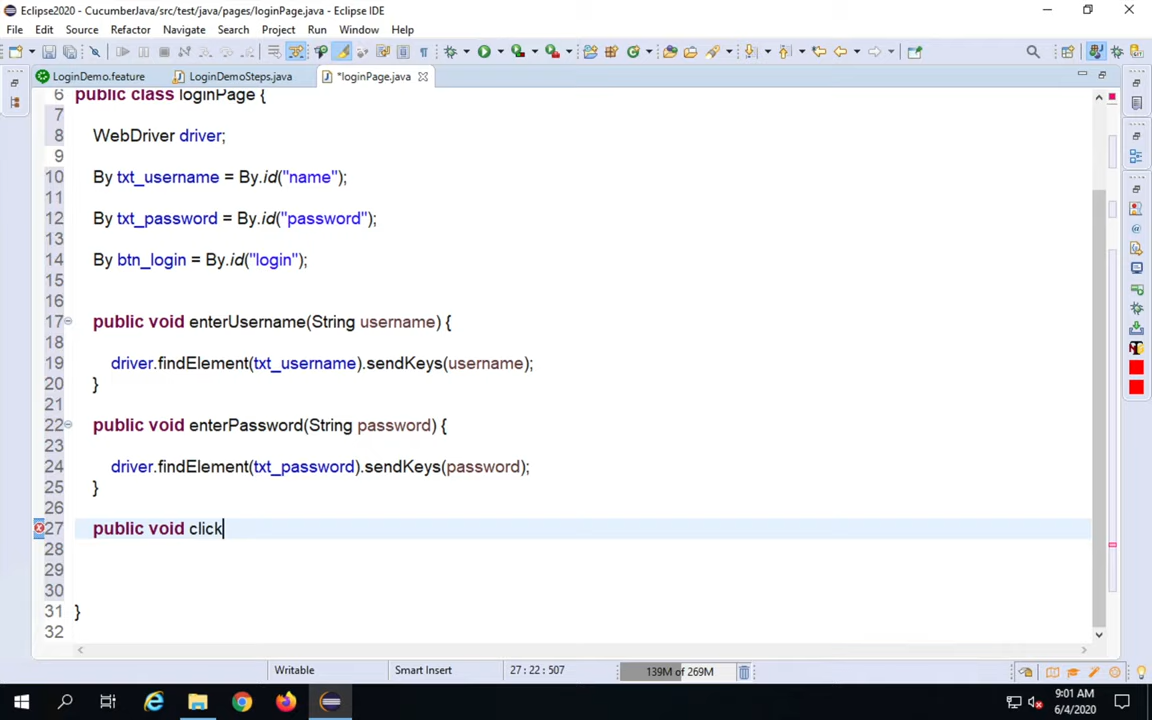 Eclipse2020 - CucumberJava/src/test/java/pages/loginPage.java - Eclipse IDE
File Edit Source Refactor Navigate Search Project Run Window Help
LoginDemo.feature LoginDemoSteps.java *loginPage.java
6 public class loginPage {
7
8 WebDriver driver;
9
10 By txt_username = By.id("name");
11
12 By txt_password = By.id("password");
13
14 By btn_login = By.id("login");
15
16
17 public void enterUsername(String username) {
18
19 driver.findElement(txt_username).sendKeys(username);
20 }
21
22 public void enterPassword(String password) {
23
24 driver.findElement(txt_password).sendKeys(password);
25 }
26
27 public void click
28
29
30
31 }
32
Writable Smart Insert 27 : 22 : 507 139M of 269M
9:01 AM
6/4/2020